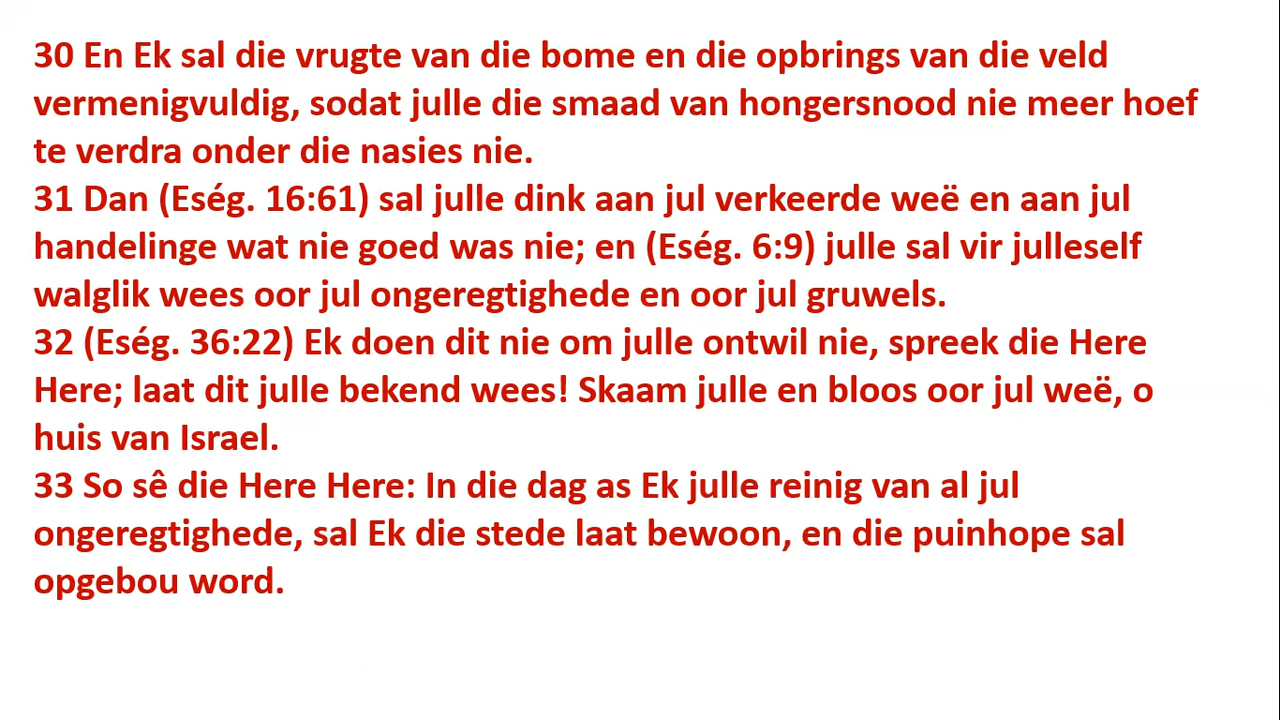 30 En Ek sal die vrugte van die bome en die opbrings van die veld
vermenigvuldig, sodat julle die smaad van hongersnood nie meer hoef
te verdra onder die nasies nie.
31 Dan (Eség. 16:61) sal julle dink aan jul verkeerde weë en aan jul
handelinge wat nie goed was nie; en (Eség. 6:9) julle sal vir julleself
walglik wees oor jul ongeregtighede en oor jul gruwels.
32 (Eség. 36:22) Ek doen dit nie om julle ontwil nie, spreek die Here
Here; laat dit julle bekend wees! Skaam julle en bloos oor jul weë, o
huis van Israel.
33 So sê die Here Here: In die dag as Ek julle reinig van al jul
ongeregtighede, sal Ek die stede laat bewoon, en die puinhope sal
opgebou word.